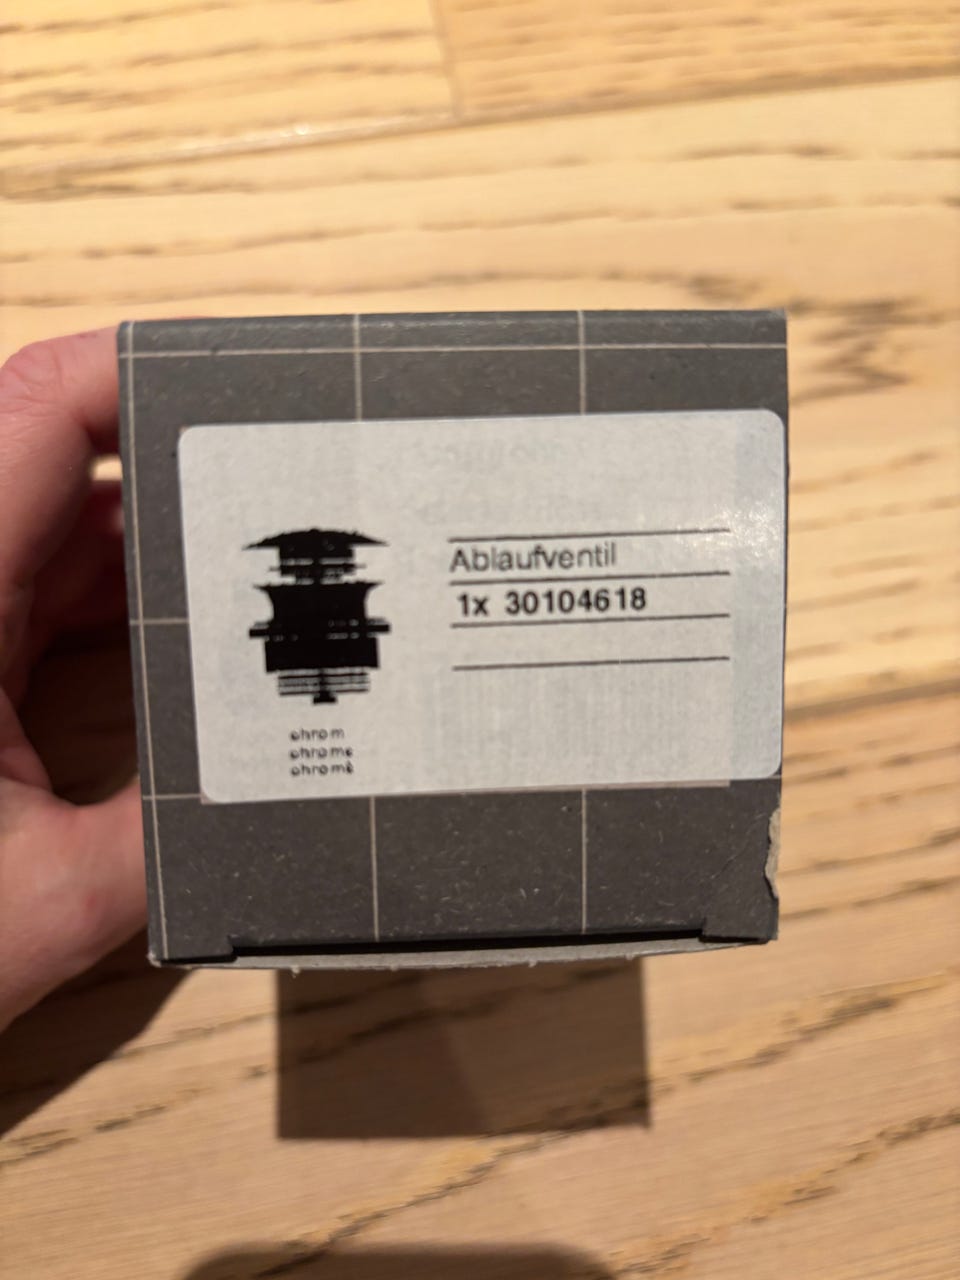 Ablaufventil
1x 30104618
chrom
chrome
chromé